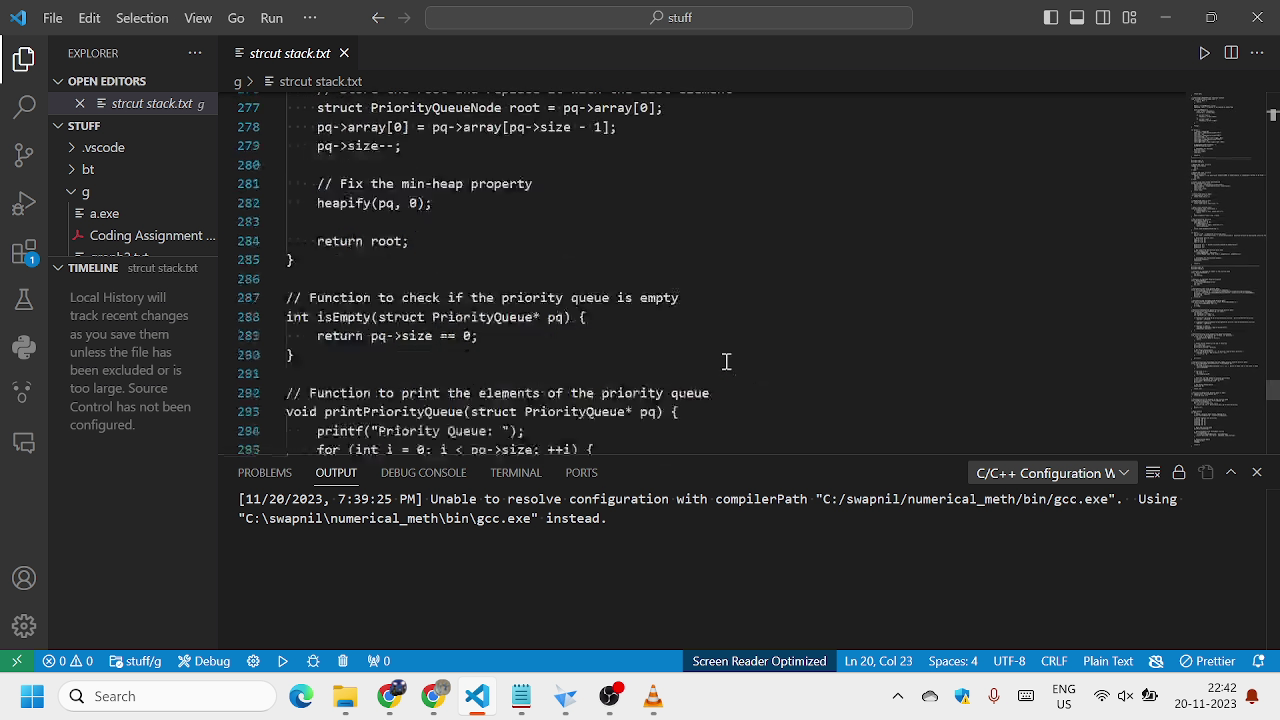 File Edit Selection View Go Run ···
stuff
EXPLORER
OPEN EDITORS
strcut stack.txt g
STUFF
.vscode
bt
g
a.exe
Coding Assignment ...
OUTLINE strcut stack.txt
Local History will
track recent changes
as you save them
unless the file has
been excluded or is
too large. Source
Control has not been
configured.
1
strcut stack.txt
g > strcut stack.txt
277 struct PriorityQueueNode root = pq->array[0];
278 pq->array[0] = pq->array[pq->size - 1];
279 pq->size--;
280
281 // Fix the min-heap property
282 heapify(pq, 0);
283
284 return root;
285 }
286
287 // Function to check if the priority queue is empty
288 int isEmpty(struct PriorityQueue* pq) {
289 return pq->size == 0;
290 }
291
292 // Function to print the elements of the priority queue
293 void printPriorityQueue(struct PriorityQueue* pq) {
294 printf("Priority Queue: ");
for (int i = 0; i < pq->size; ++i) {
PROBLEMS OUTPUT DEBUG CONSOLE TERMINAL PORTS
C/C++ Configuration W
[11/20/2023, 7:39:25 PM] Unable to resolve configuration with compilerPath "C:/swapnil/numerical_meth/bin/gcc.exe". Using
"C:\swapnil\numerical_meth\bin\gcc.exe" instead.
0 0 stuff/g Debug 0
Screen Reader Optimized Ln 20, Col 23 Spaces: 4 UTF-8 CRLF Plain Text Prettier
Search
ENG
US
22:42
20-11-2023